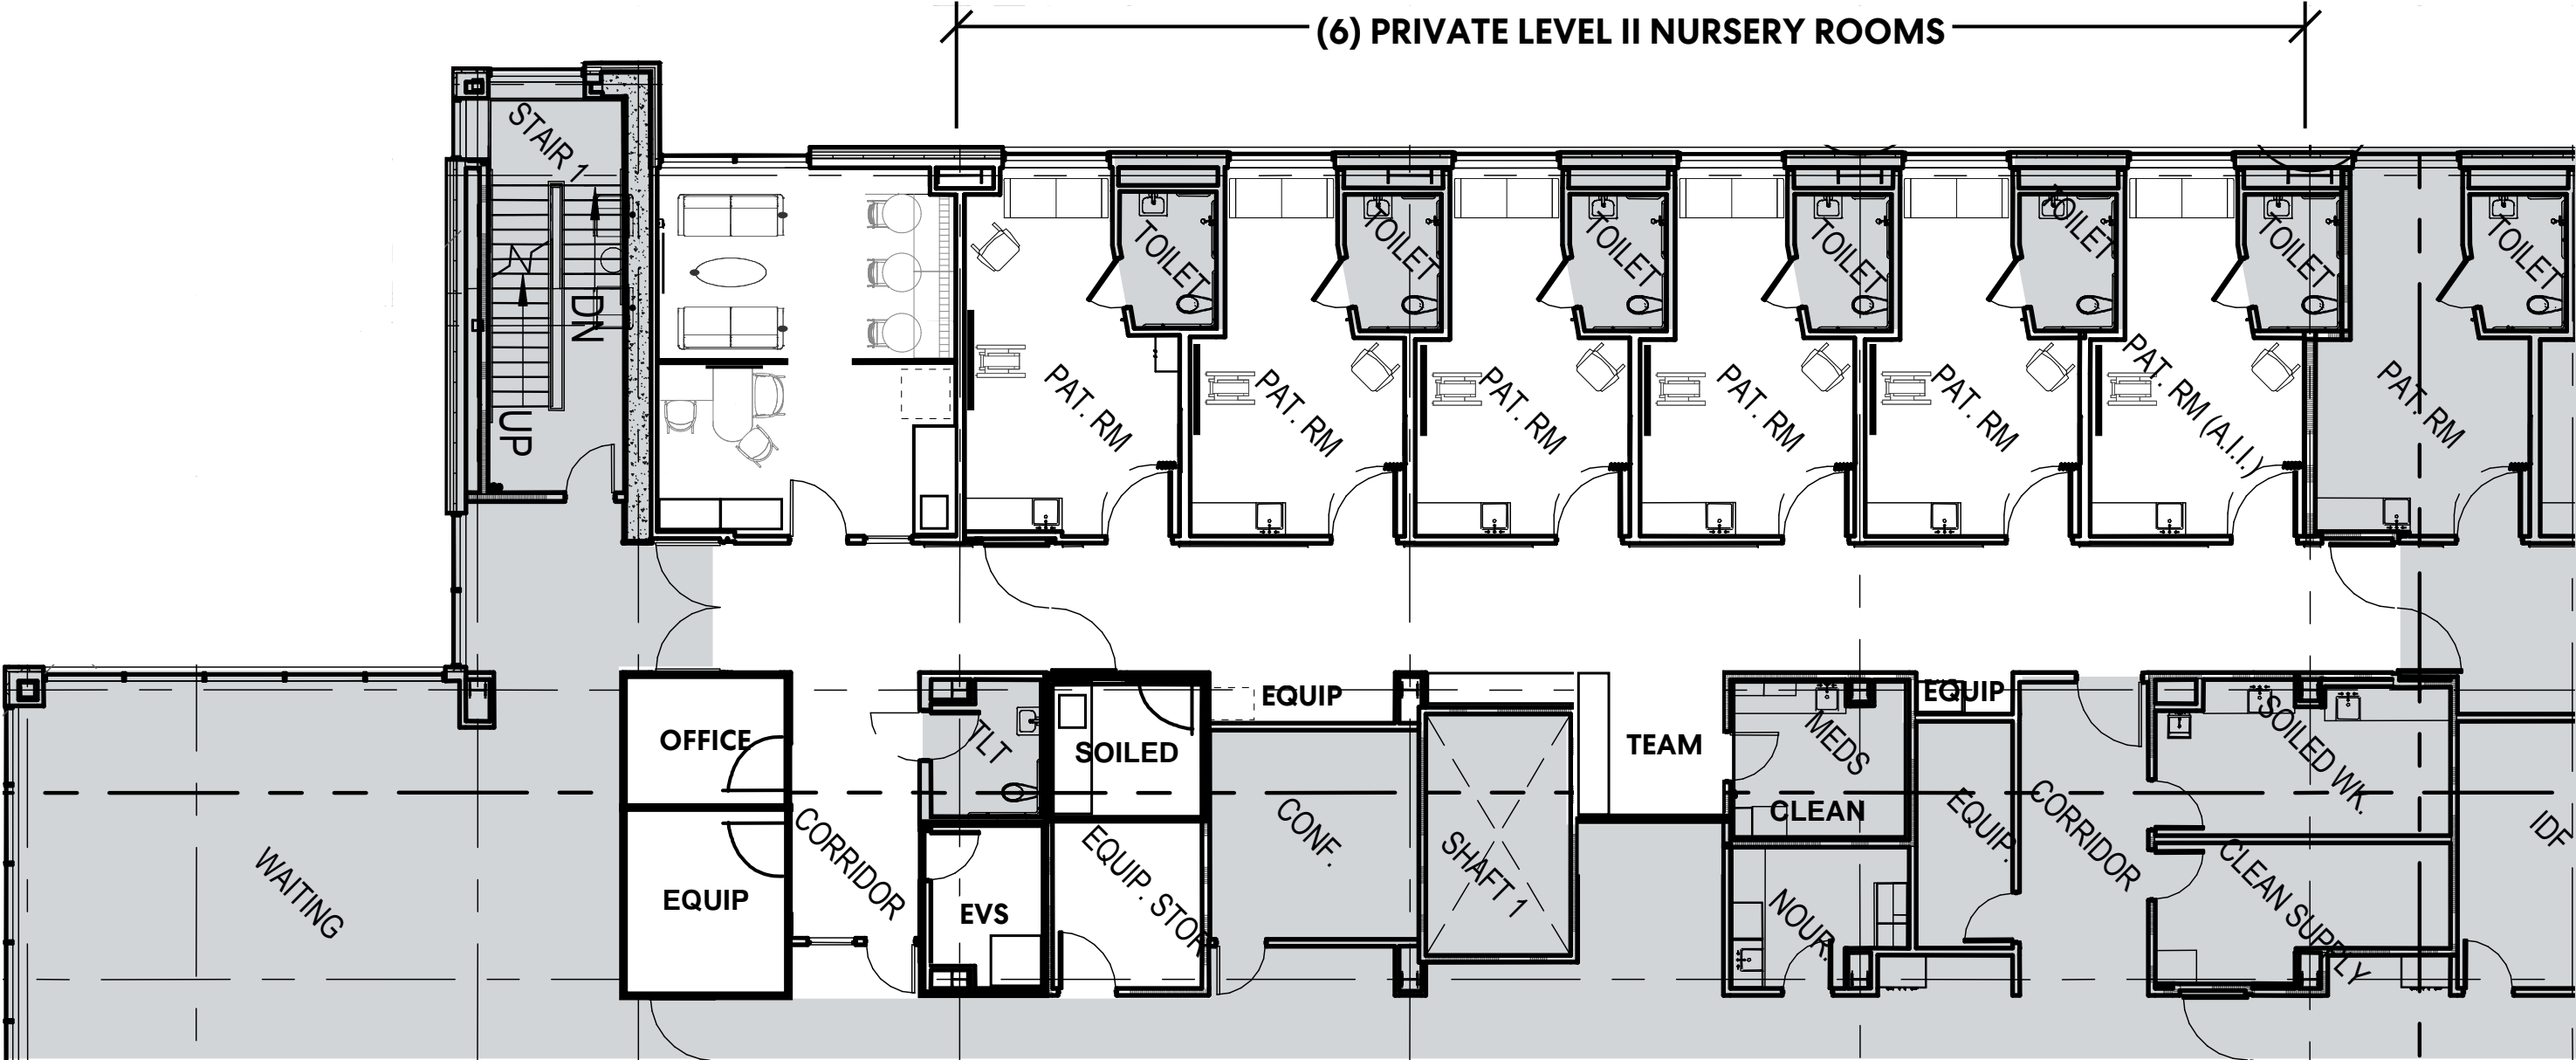 (6) PRIVATE LEVEL II NURSERY ROOMS
STAIR 1
DN
UP
TOILET
TOILET
TOILET
TOILET
TOILET
TOILET
TOILET
PAT. RM
PAT. RM
PAT. RM
PAT. RM
PAT. RM
PAT. RM (A.I.I.)
PAT. RM
WAITING
OFFICE
EQUIP
CORRIDOR
TLT
EVS
SOILED
EQUIP. STOR
EQUIP
CONF.
SHAFT 1
TEAM
MEDS
CLEAN
NOUR.
EQUIP
EQUIP.
CORRIDOR
SOILED WK.
CLEAN SUPPLY
IDF